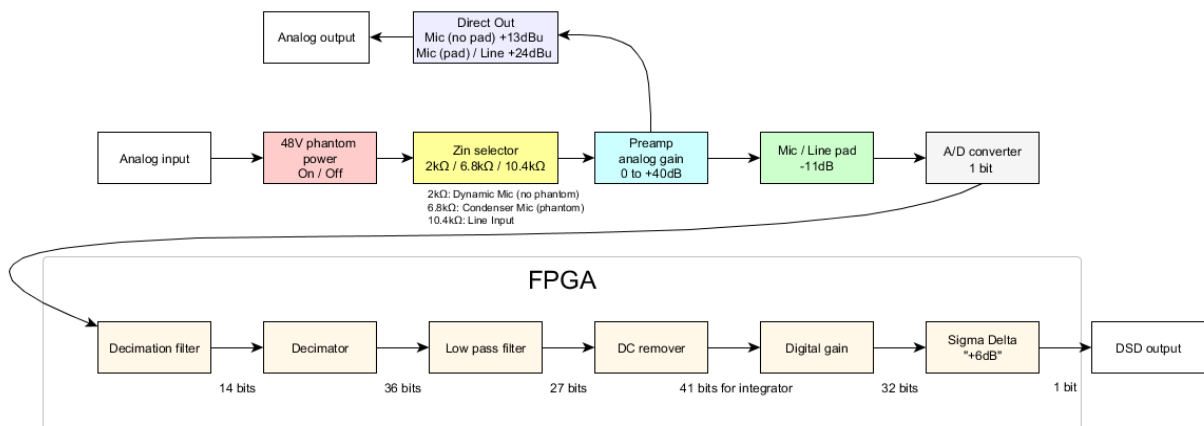 Analog output
Direct Out
Mic (no pad) +13dBu
Mic (pad) / Line +24dBu
Analog input
48V phantom
power
On / Off
Zin selector
2kΩ / 6.8kΩ / 10.4kΩ
Preamp
analog gain
0 to +40dB
Mic / Line pad
-11dB
A/D converter
1 bit
2kΩ: Dynamic Mic (no phantom)
6.8kΩ: Condenser Mic (phantom)
10.4kΩ: Line Input
FPGA
Decimation filter
Decimator
Low pass filter
DC remover
Digital gain
Sigma Delta
"+6dB"
DSD output
14 bits
36 bits
27 bits
41 bits for integrator
32 bits
1 bit